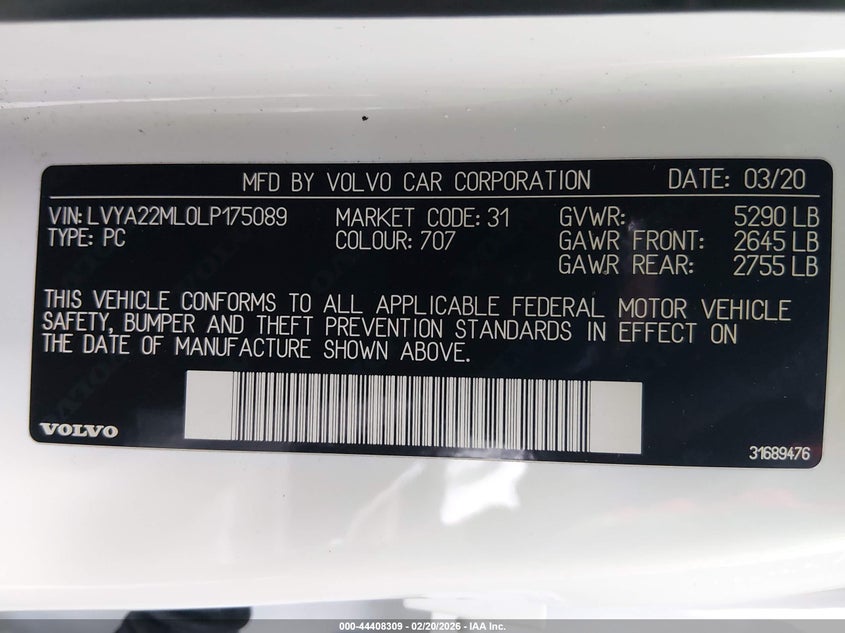 MFD BY VOLVO CAR CORPORATION DATE: 03/20
VIN: LVYA22ML0LP175089 MARKET CODE: 31 GVWR: 5290 LB
TYPE: PC COLOUR: 707 GAWR FRONT: 2645 LB
GAWR REAR: 2755 LB
THIS VEHICLE CONFORMS TO ALL APPLICABLE FEDERAL MOTOR VEHICLE
SAFETY, BUMPER AND THEFT PREVENTION STANDARDS IN EFFECT ON
THE DATE OF MANUFACTURE SHOWN ABOVE.
VOLVO
31689476
000-44408309 - 02/20/2026 - IAA Inc.